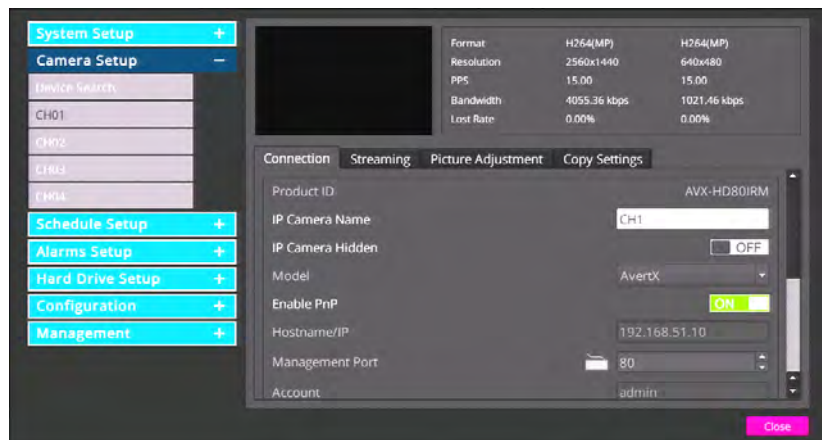 System Setup +
Camera Setup −
Device Search
CH01
CH02
CH03
CH04
Schedule Setup +
Alarms Setup +
Hard Drive Setup +
Configuration +
Management +
Format H264(MP) H264(MP)
Resolution 2560x1440 640x480
PPS 15.00 15.00
Bandwidth 4055.36 kbps 1021.46 kbps
Lost Rate 0.00% 0.00%
Connection Streaming Picture Adjustment Copy Settings
Product ID AVX-HD80IRM
IP Camera Name CH1
IP Camera Hidden OFF
Model AvertX
Enable PnP ON
Hostname/IP 192.168.51.10
Management Port 80
Account admin
Close